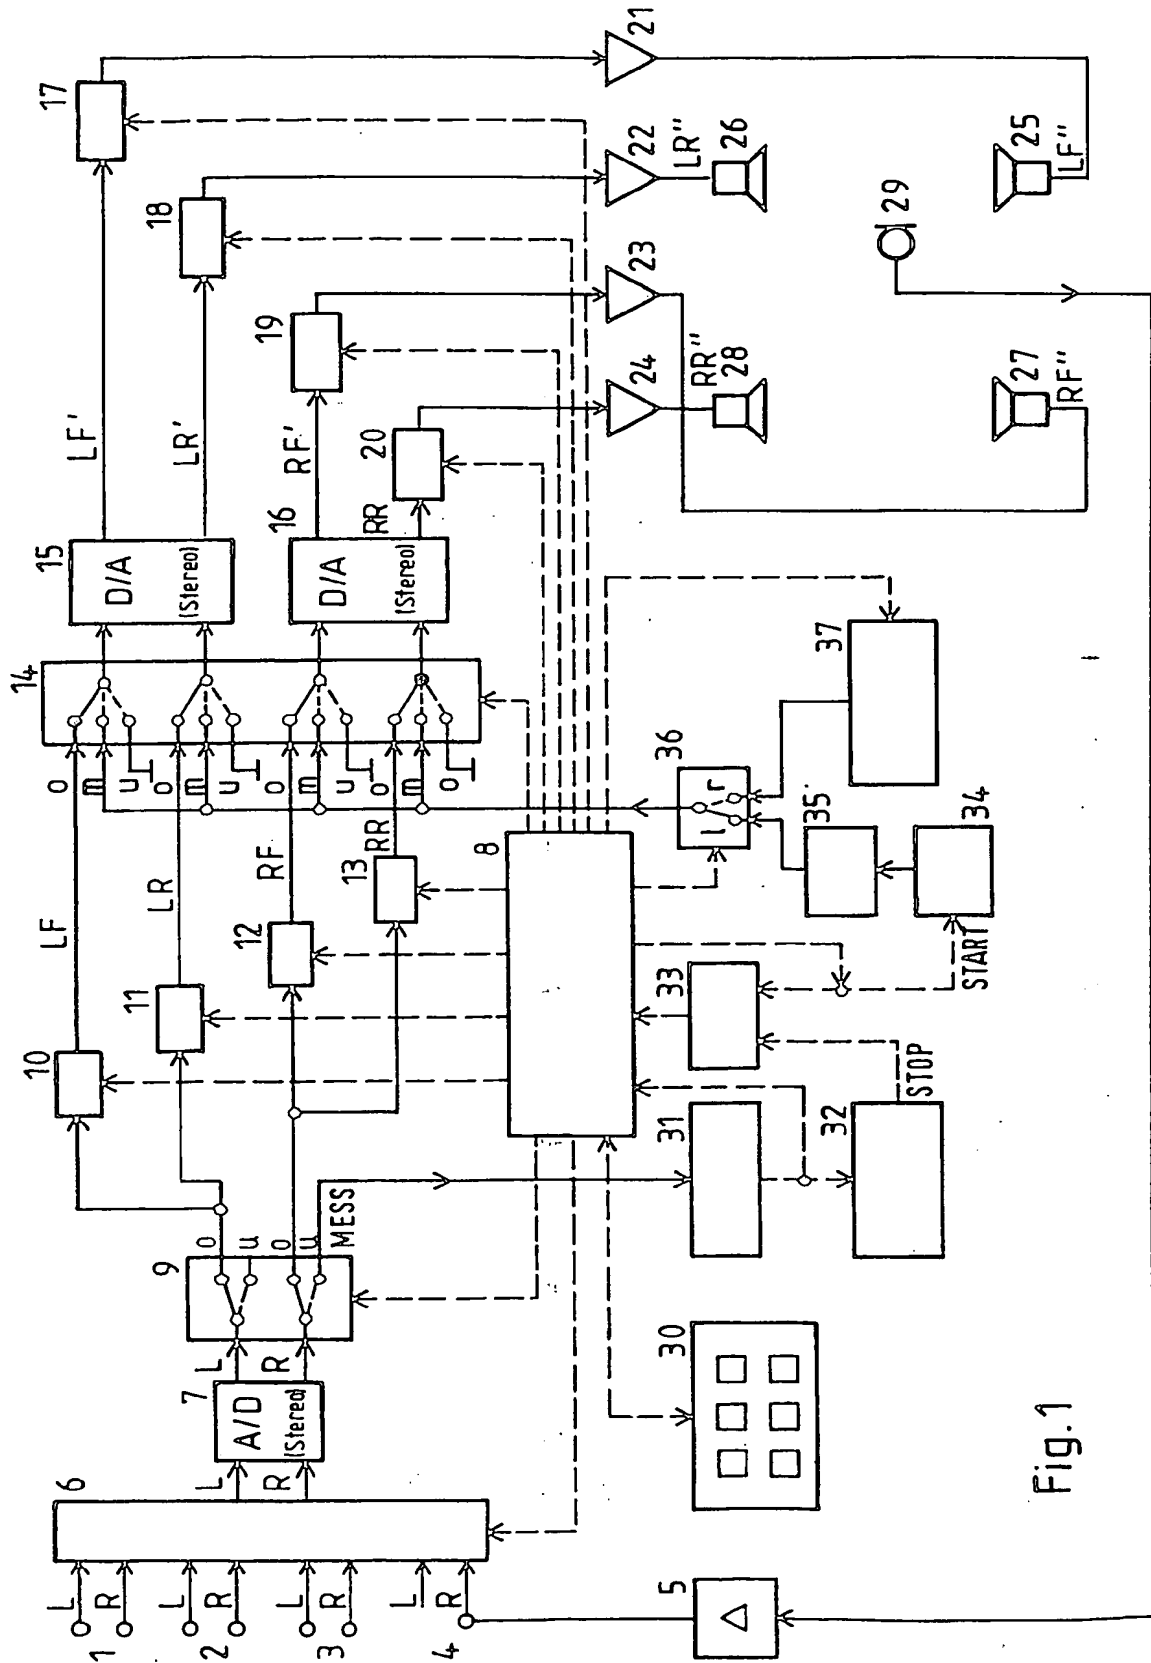 L
R
1
L
R
2
L
R
3
L
R
4
5
6
L
R
7
A/D
(Stereo)
L
R
9
o
u
o
u
MESS
10
11
12
13
LF
LR
RF
RR
8
14
o
m
u
o
m
u
o
m
u
o
m
o
15
D/A
(Stereo)
16
D/A
(Stereo)
LF'
LR'
RF'
RR
17
18
19
20
21
22
23
24
LR"
26
RR"
28
25
LF"
27
RF"
29
30
31
32
STOP
33
START
34
35
36
l
r
37
Fig.1